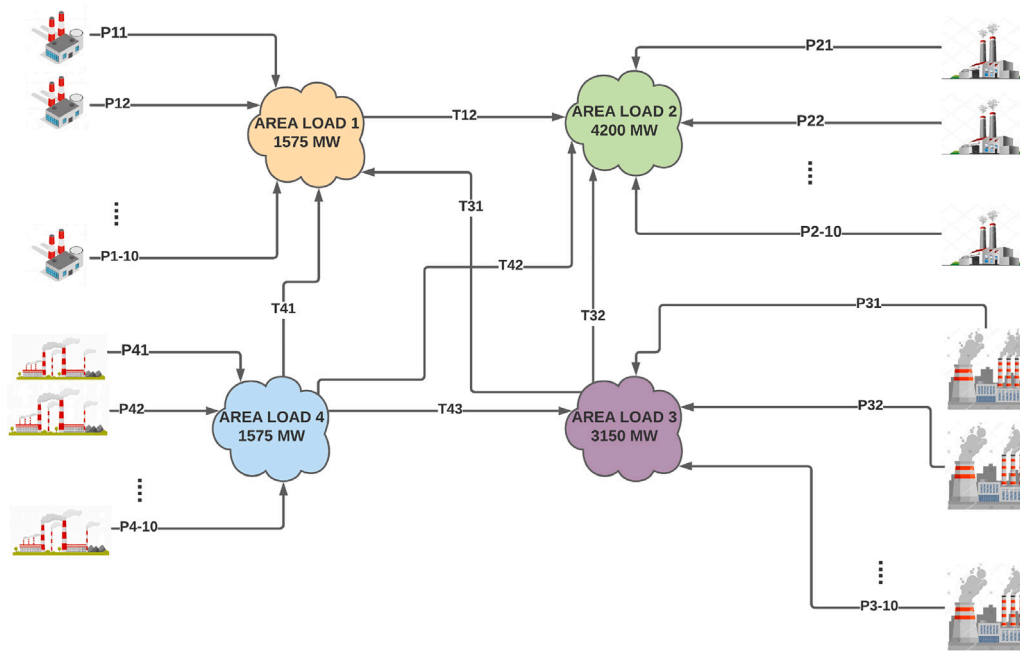 P11
P21
P12
AREA LOAD 1
1575 MW
T12
AREA LOAD 2
4200 MW
P22
T31
P1-10
P2-10
T42
T41
T32
P31
P41
P42
AREA LOAD 4
1575 MW
T43
AREA LOAD 3
3150 MW
P32
P4-10
P3-10